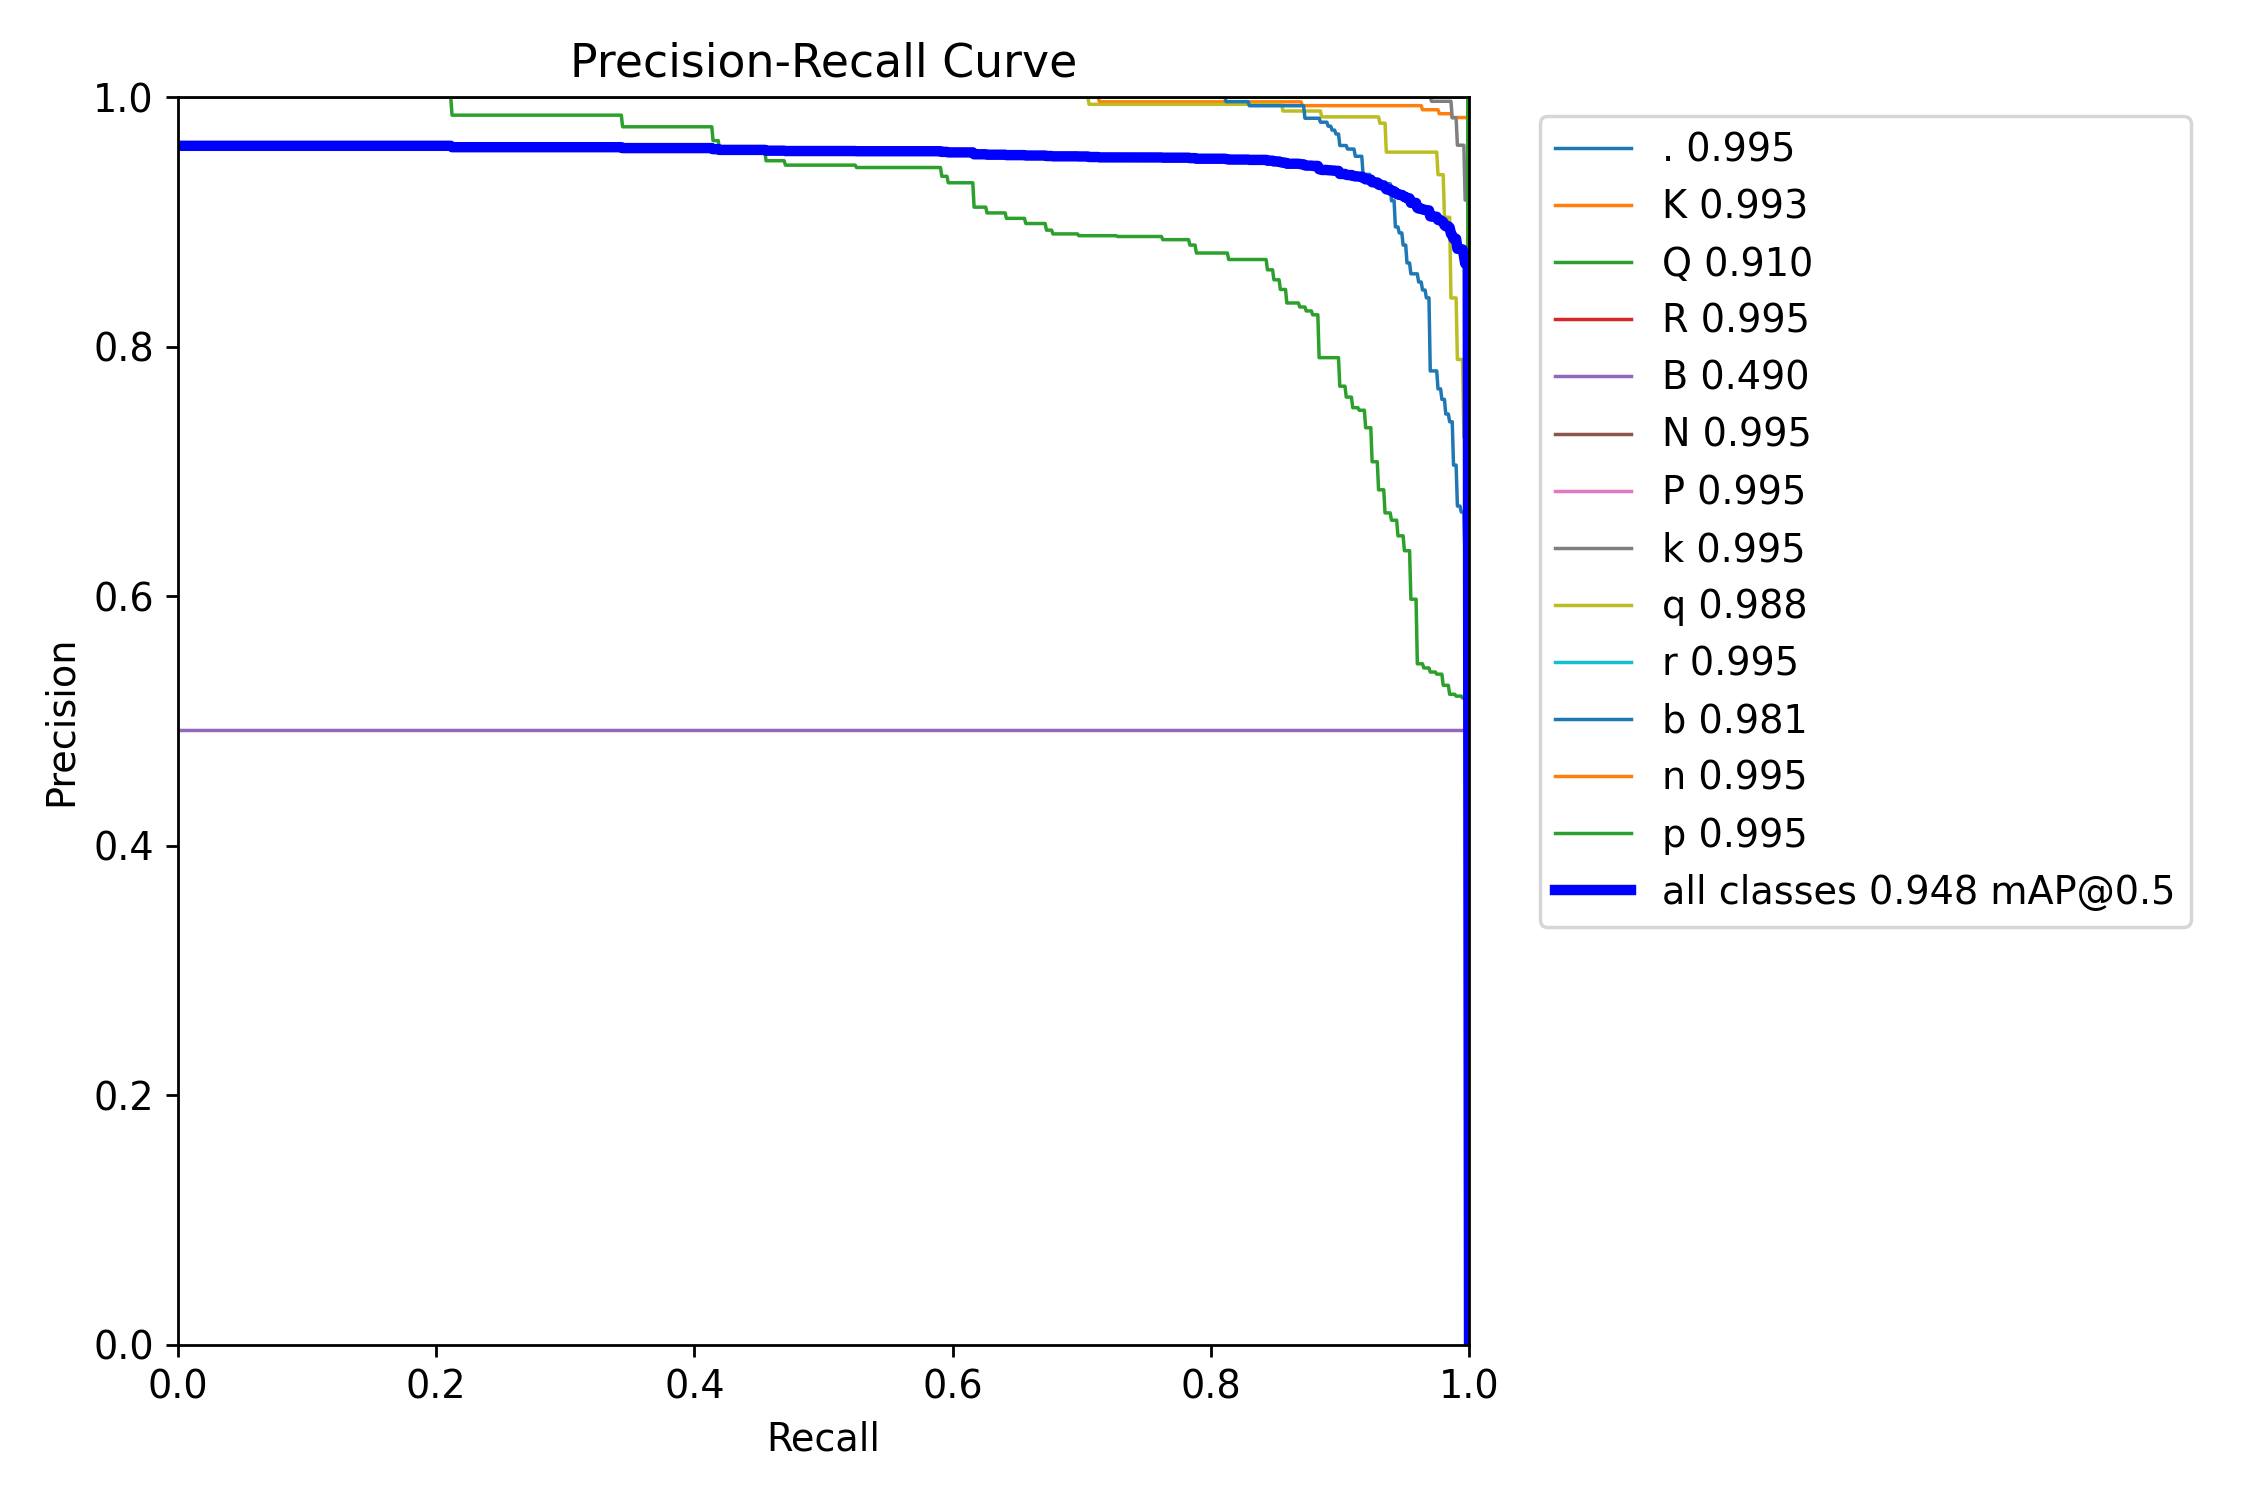 Precision-Recall Curve
1.0
0.8
0.6
0.4
0.2
0.0
Precision
0.0 0.2 0.4 0.6 0.8 1.0
Recall
. 0.995
K 0.993
Q 0.910
R 0.995
B 0.490
N 0.995
P 0.995
k 0.995
q 0.988
r 0.995
b 0.981
n 0.995
p 0.995
all classes 0.948 mAP@0.5